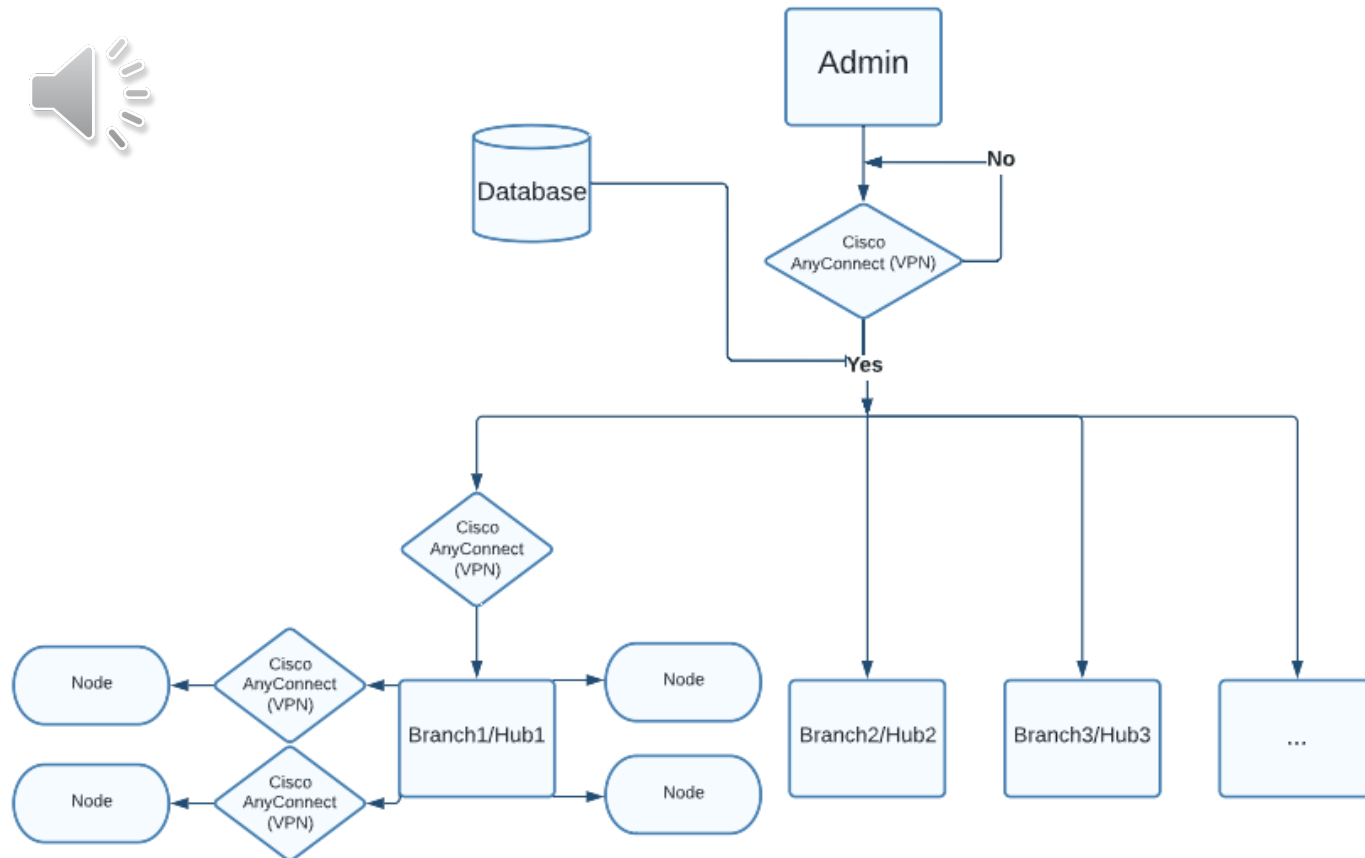 Admin
No
Database
Cisco
AnyConnect (VPN)
Yes
Cisco
AnyConnect
(VPN)
Node
Cisco
AnyConnect
(VPN)
Node
Branch1/Hub1
Branch2/Hub2
Branch3/Hub3
...
Node
Cisco
AnyConnect
(VPN)
Node